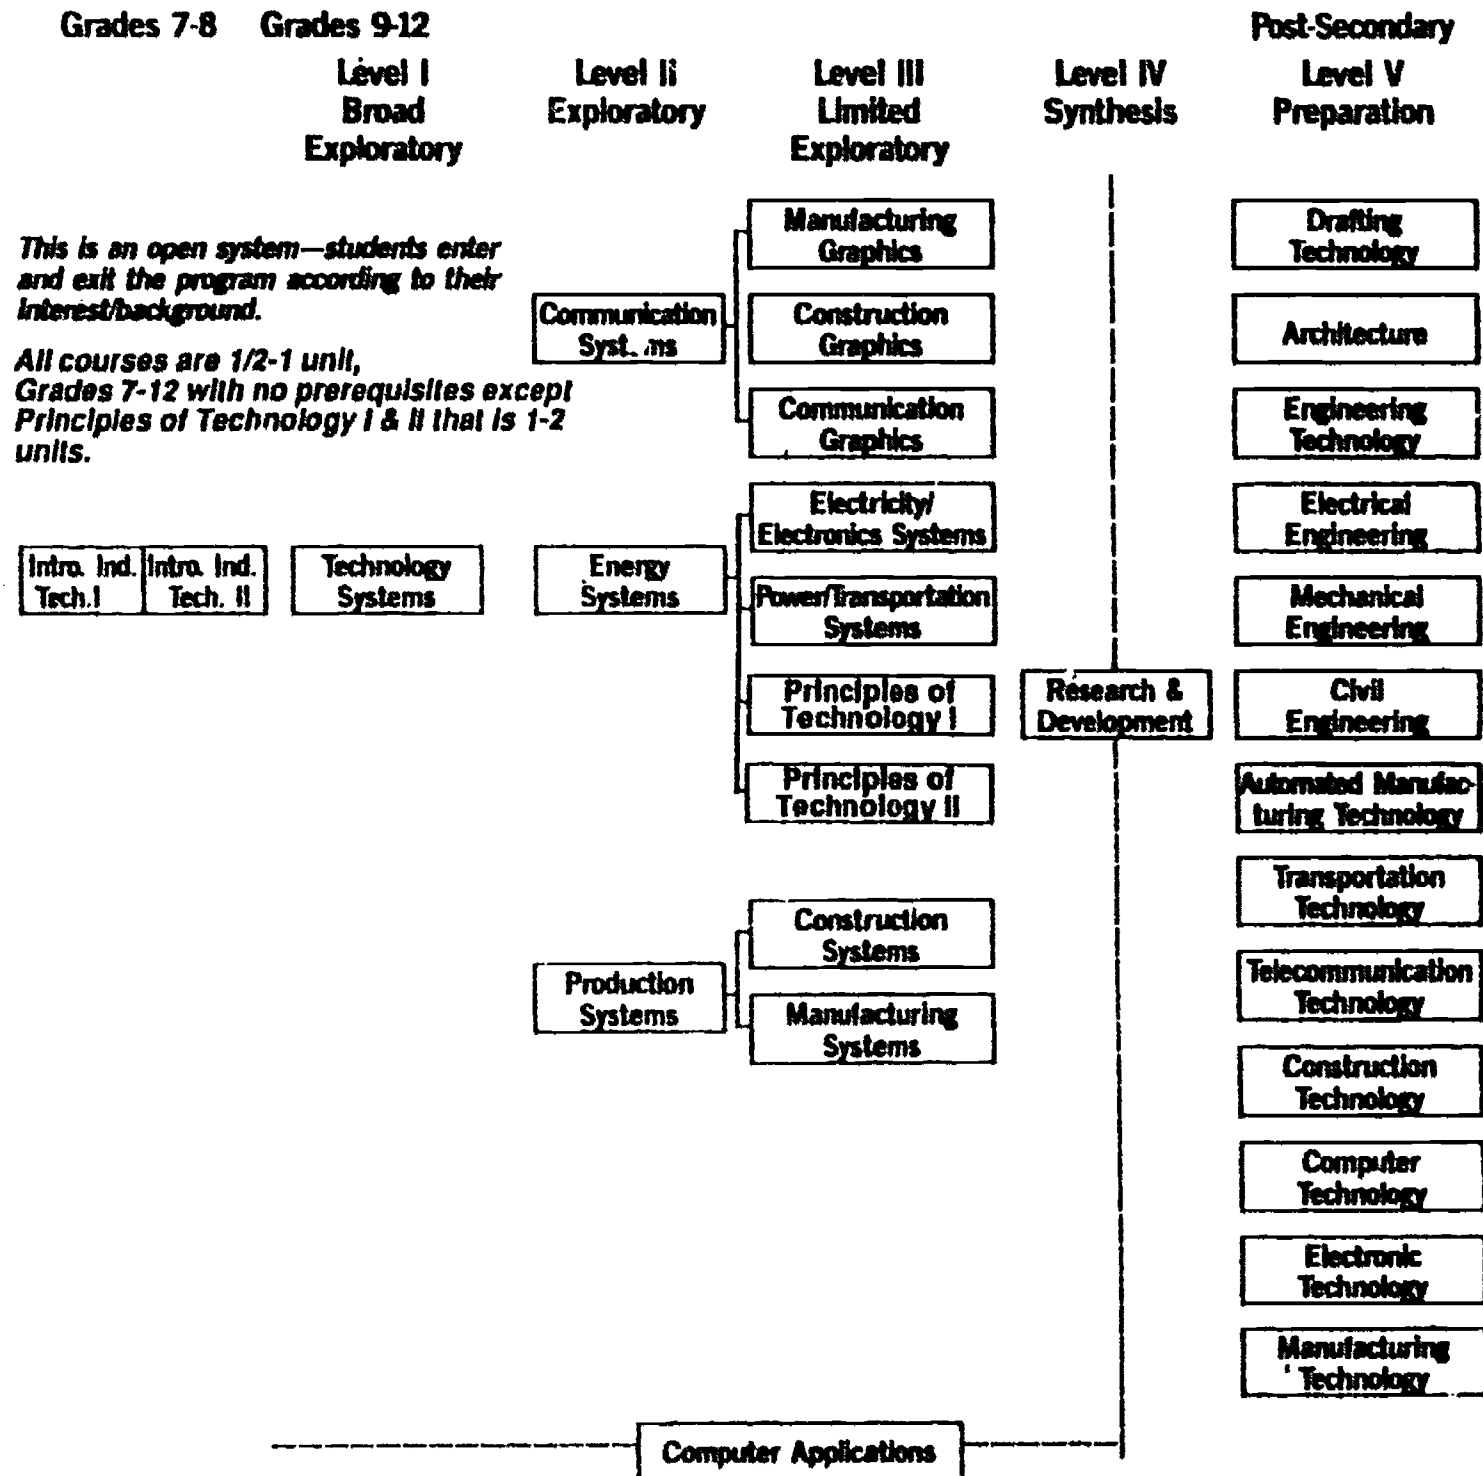 Grades 7-8 Grades 9-12 Post-Secondary
Level I
Broad
Exploratory
Level Ii
Exploratory
Level III
Limited
Exploratory
Level IV
Synthesis
Level V
Preparation
This is an open system—students enter
and exit the program according to their
interest/background.
All courses are 1/2-1 unit,
Grades 7-12 with no prerequisites except
Principles of Technology I & II that is 1-2
units.
Intro. Ind.
Tech.I
Intro. Ind.
Tech. II
Technology
Systems
Communication
Energy
Systems
Production
Systems
Manufacturing
Graphics
Construction
Graphics
Communication
Graphics
Electricity/
Electronics Systems
Power/Transportation
Systems
Principles of
Technology I
Principles of
Technology II
Construction
Systems
Manufacturing
Systems
Research &
Development
Drafting
Technology
Architecture
Engineering
Technology
Electrical
Engineering
Mechanical
Engineering
Civil
Engineering
Automated Manufac-
turing Technology
Transportation
Technology
Telecommunication
Technology
Construction
Technology
Computer
Technology
Electronic
Technology
Manufacturing
Technology
Computer Applications